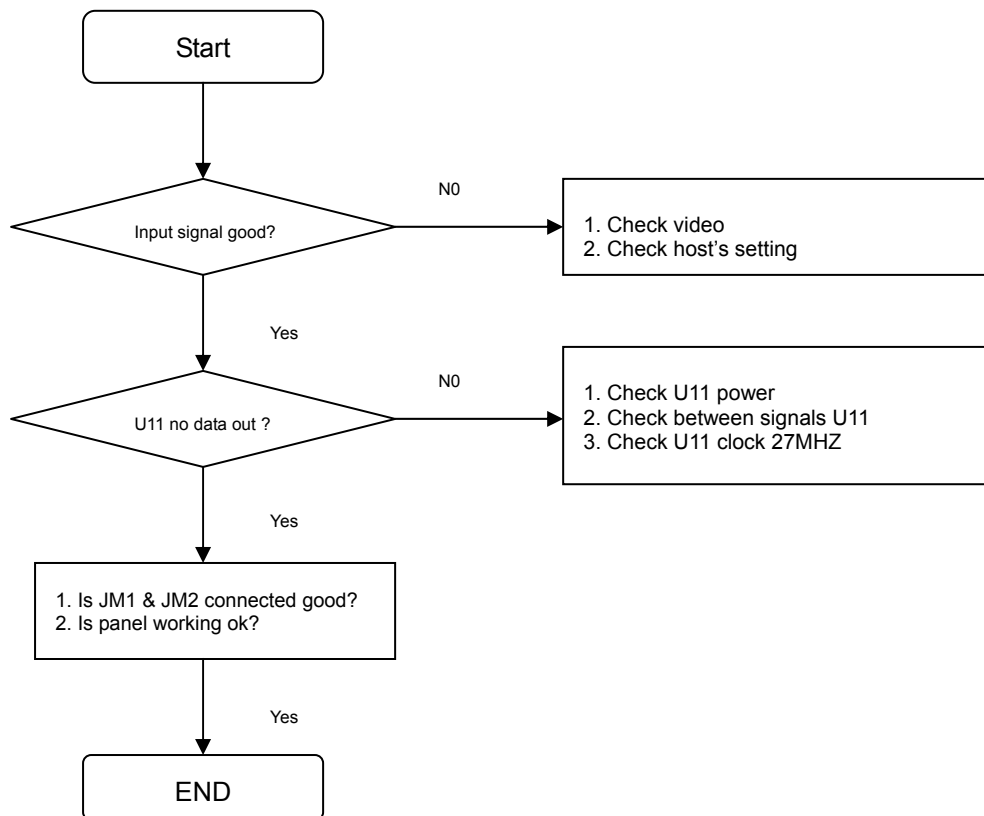 Start
Input signal good?
N0
1. Check video
2. Check host’s setting
Yes
U11 no data out ?
N0
1. Check U11 power
2. Check between signals U11
3. Check U11 clock 27MHZ
Yes
1. Is JM1 & JM2 connected good?
2. Is panel working ok?
Yes
END